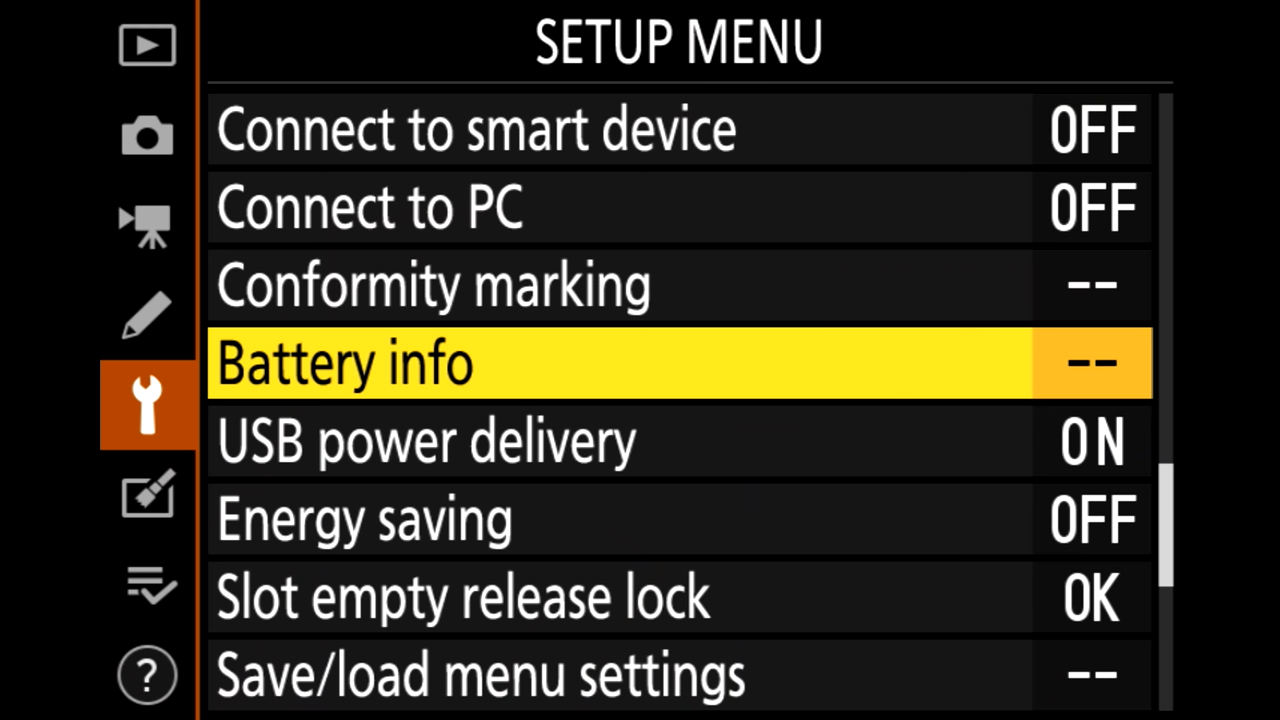 SETUP MENU
Connect to smart device OFF
Connect to PC OFF
Conformity marking --
Battery info --
USB power delivery ON
Energy saving OFF
Slot empty release lock OK
Save/load menu settings --
?